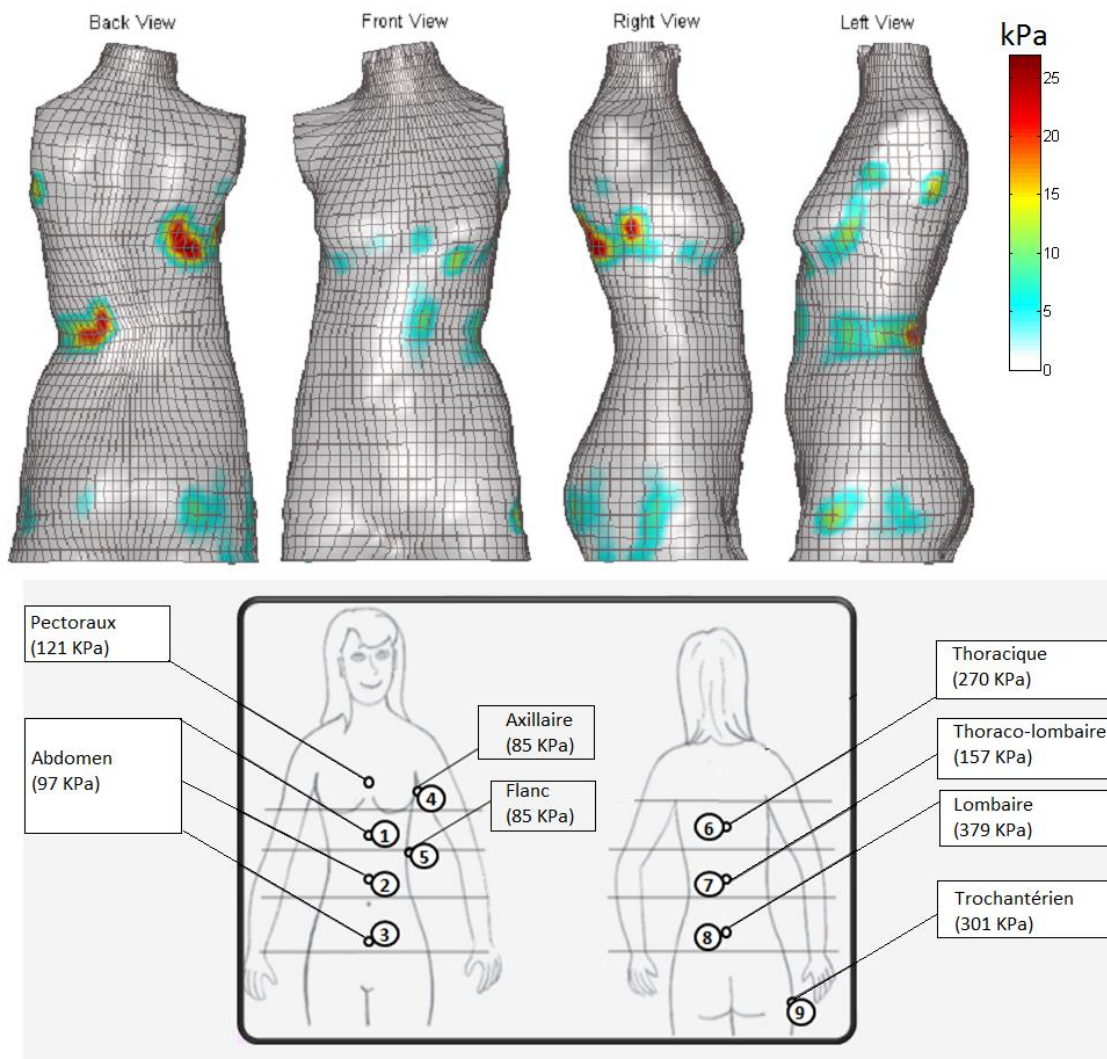 Back View
Front View
Right View
Left View
kPa
25
20
15
10
5
0
Pectoraux
(121 KPa)
Abdomen
(97 KPa)
Axillaire
(85 KPa)
Flanc
(85 KPa)
4
1
5
2
3
Thoracique
(270 KPa)
Thoraco-lombaire
(157 KPa)
Lombaire
(379 KPa)
Trochantérien
(301 KPa)
6
7
8
9